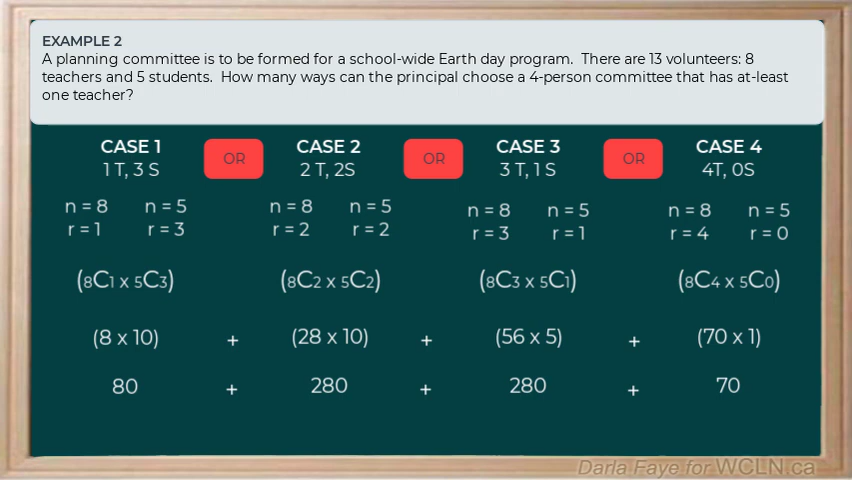 EXAMPLE 2
A planning committee is to be formed for a school-wide Earth day program. There are 13 volunteers: 8
teachers and 5 students. How many ways can the principal choose a 4-person committee that has at-least
one teacher?
CASE 1 OR CASE 2 OR CASE 3 OR CASE 4
1 T, 3 S 2 T, 2S 3 T, 1 S 4T, 0S
n = 8 n = 5 n = 8 n = 5 n = 8 n = 5 n = 8 n = 5
r = 1 r = 3 r = 2 r = 2 r = 3 r = 1 r = 4 r = 0
(₈C₁ x ₅C₃) (₈C₂ x ₅C₂) (₈C₃ x ₅C₁) (₈C₄ x ₅C₀)
(8 x 10) + (28 x 10) + (56 x 5) + (70 x 1)
80 + 280 + 280 + 70
Darla Faye for WCLN.ca